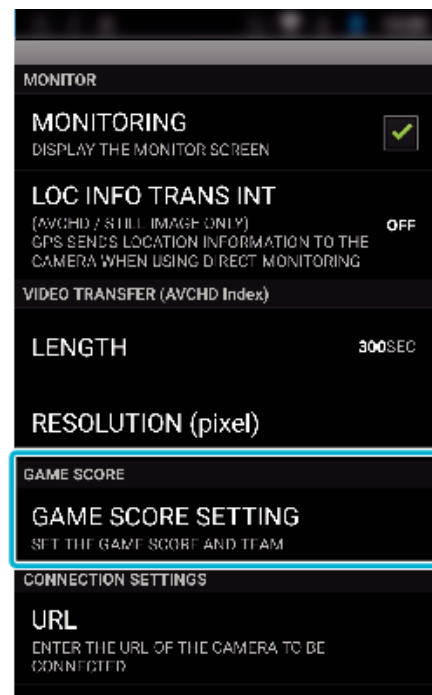 MONITOR
MONITORING
DISPLAY THE MONITOR SCREEN
LOC INFO TRANS INT
(AVCHD / STILL IMAGE ONLY)
OFF
GPS SENDS LOCATION INFORMATION TO THE
CAMERA WHEN USING DIRECT MONITORING
VIDEO TRANSFER (AVCHD Index)
LENGTH
300SEC
RESOLUTION (pixel)
GAME SCORE
GAME SCORE SETTING
SET THE GAME SCORE AND TEAM
CONNECTION SETTINGS
URL
ENTER THE URL OF THE CAMERA TO BE
CONNECTED